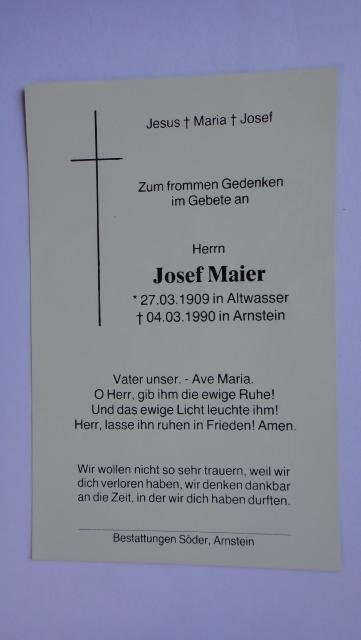 Jesus † Maria † Josef
Zum frommen Gedenken
im Gebete an
Herrn
Josef Maier
* 27.03.1909 in Altwasser
† 04.03.1990 in Arnstein
Vater unser. - Ave Maria.
O Herr, gib ihm die ewige Ruhe!
Und das ewige Licht leuchte ihm!
Herr, lasse ihn ruhen in Frieden! Amen.
Wir wollen nicht so sehr trauern, weil wir
dich verloren haben, wir denken dankbar
an die Zeit, in der wir dich haben durften.
Bestattungen Söder, Arnstein